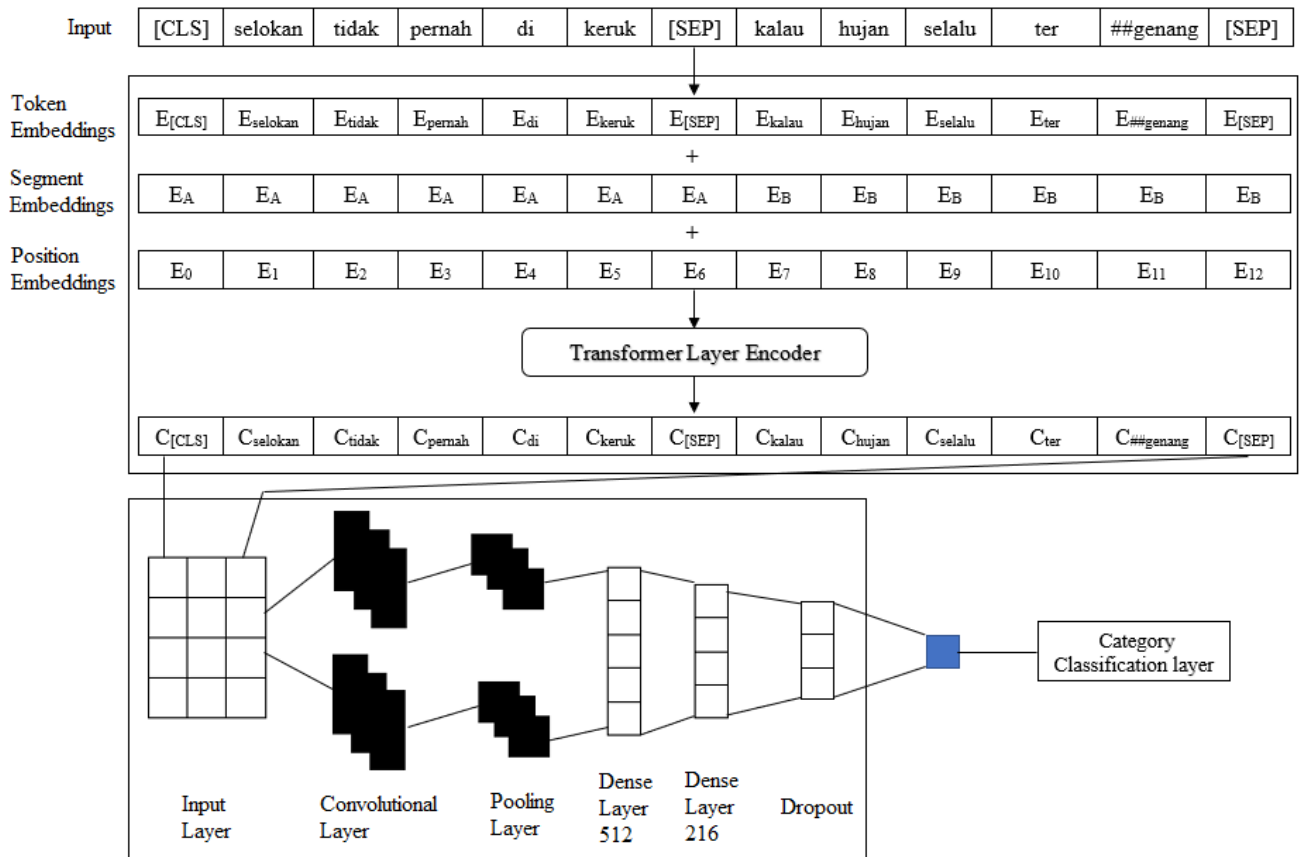 Input [CLS] selokan tidak pernah di keruk [SEP] kalau hujan selalu ter ##genang [SEP]
Token
Embeddings
E[CLS] Eselokan Etidak Epernah Edi Ekeruk E[SEP] Ekalau Ehujan Eselalu Eter E##genang E[SEP]
+
Segment
Embeddings
EA EA EA EA EA EA EA EB EB EB EB EB EB
+
Position
Embeddings
E0 E1 E2 E3 E4 E5 E6 E7 E8 E9 E10 E11 E12
Transformer Layer Encoder
C[CLS] Cselokan Ctidak Cpernah Cdi Ckeruk C[SEP] Ckalau Chujan Cselalu Cter C##genang C[SEP]
Category
Classification layer
Input
Layer
Convolutional
Layer
Pooling
Layer
Dense
Layer
512
Dense
Layer
216
Dropout